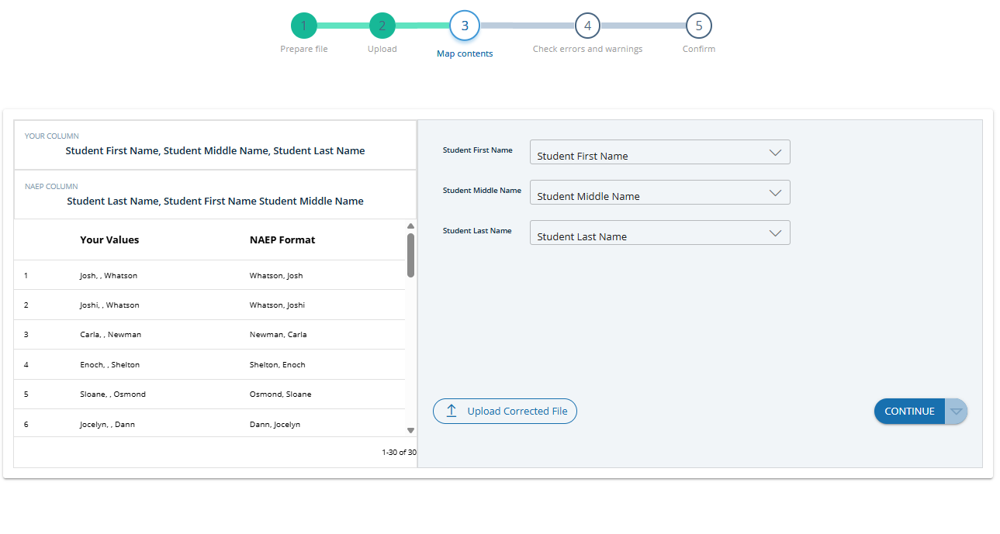 1 2 3 4 5
Prepare file Upload Map contents Check errors and warnings Confirm
YOUR COLUMN
Student First Name, Student Middle Name, Student Last Name
NAEP COLUMN
Student Last Name, Student First Name Student Middle Name
Your Values NAEP Format
1 Josh, , Whatson Whatson, Josh
2 Joshi, , Whatson Whatson, Joshi
3 Carla, , Newman Newman, Carla
4 Enoch, , Shelton Shelton, Enoch
5 Sloane, , Osmond Osmond, Sloane
6 Jocelyn, , Dann Dann, Jocelyn
1-30 of 30
Student First Name Student First Name
Student Middle Name Student Middle Name
Student Last Name Student Last Name
Upload Corrected File CONTINUE